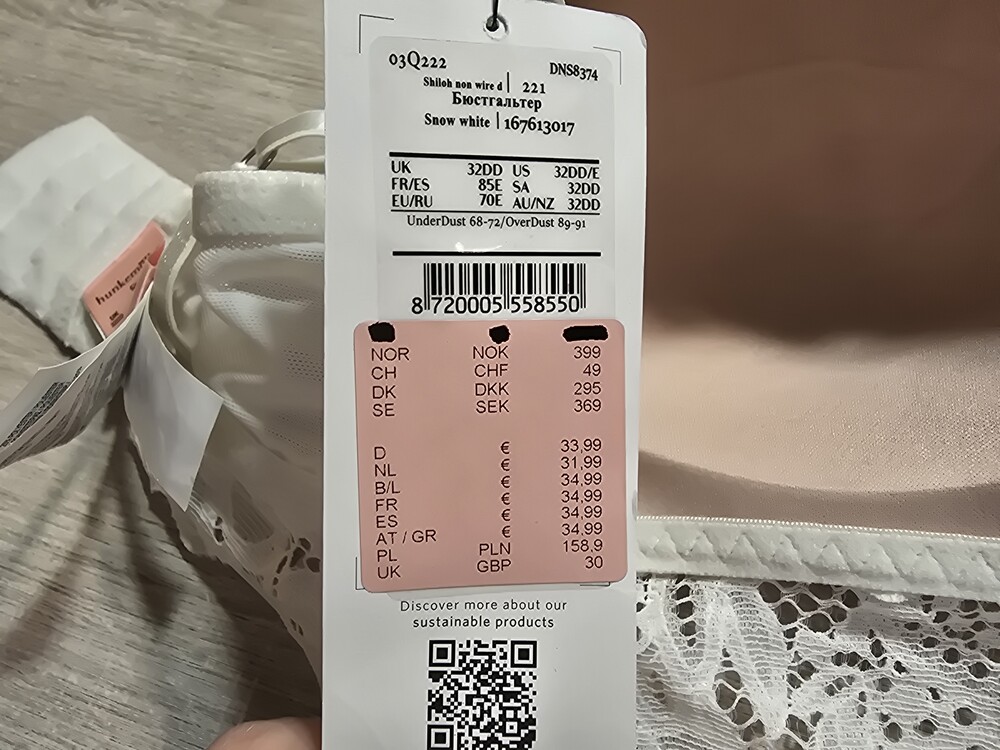 03Q222 DNS8374
Shiloh non wire d | 221
Бюстгальтер
Snow white | 167613017
UK 32DD US 32DD/E
FR/ES 85E SA 32DD
EU/RU 70E AU/NZ 32DD
UnderDust 68-72/OverDust 89-91
8 720005 558550
NOR NOK 399
CH CHF 49
DK DKK 295
SE SEK 369
D € 33,99
NL € 31,99
B/L € 34,99
FR € 34,99
ES € 34,99
AT / GR € 34,99
PL PLN 158,9
UK GBP 30
Discover more about our
sustainable products